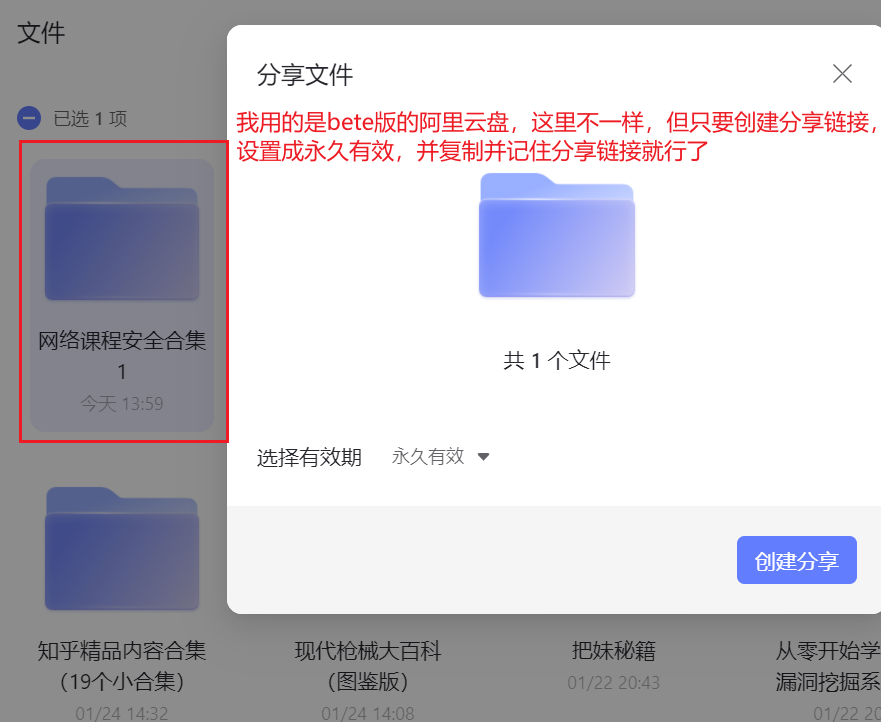 文件
分享文件
已选 1 项
我用的是bete版的阿里云盘，这里不一样，但只要创建分享链接，
设置成永久有效，并复制并记住分享链接就行了
网络课程安全合集
1
今天 13:59
共 1 个文件
选择有效期 永久有效
创建分享
知乎精品内容合集
（19个小合集）
01/24 14:32
现代枪械大百科
（图鉴版）
01/24 14:08
把妹秘籍
01/22 20:43
从零开始学
漏洞挖掘系
01/22 20